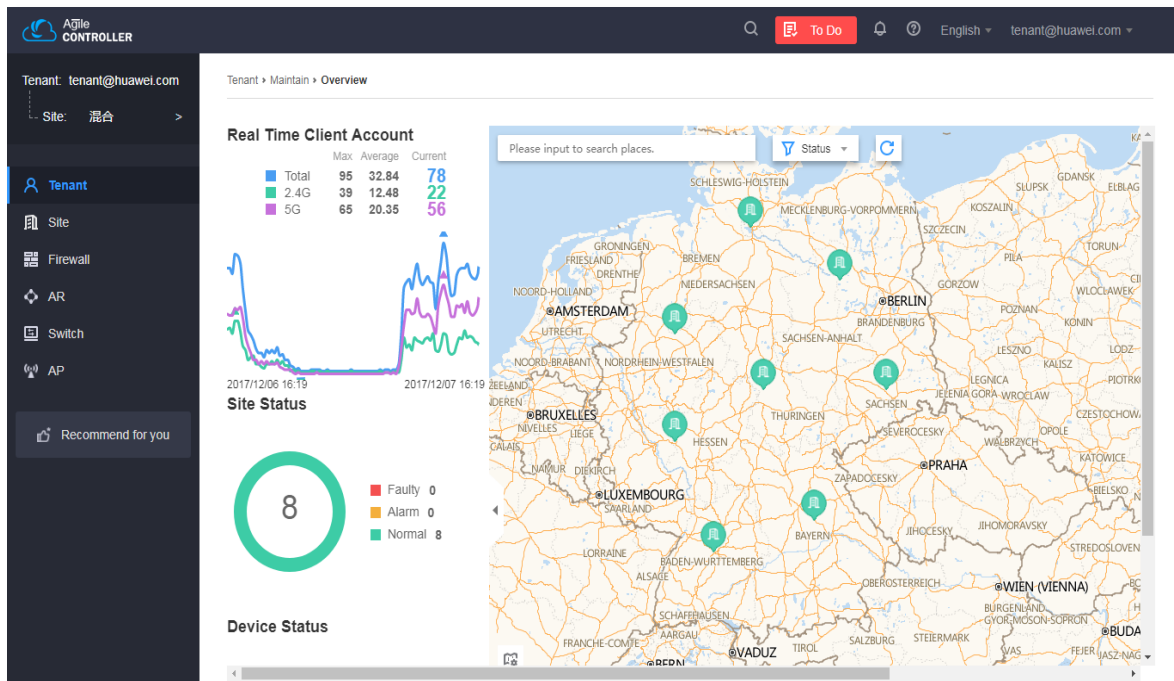 Agile
CONTROLLER
To Do
English
tenant@huawei.com
Tenant: tenant@huawei.com
Site: 混合 >
Tenant
Site
Firewall
AR
Switch
AP
Recommend for you
Tenant › Maintain › Overview
Real Time Client Account
Max Average Current
Total 95 32.84 78
2.4G 39 12.48 22
5G 65 20.35 56
2017/12/06 16:19 2017/12/07 16:19
Site Status
8
Faulty 0
Alarm 0
Normal 8
Device Status
Please input to search places.
Status
SCHLESWIG-HOLSTEIN
GDANSK
SLUPSK
ELBLAG
MECKLENBURG-VORPOMMERN
KOSZALIN
SZCZECIN
GRONINGEN
FRIESLAND
BREMEN
DRENTHE
TORUN
PILA
NIEDERSACHSEN
GORZOW
WLOCLAWEK
NOORD-HOLLAND
AMSTERDAM
BERLIN
POZNAN
UTRECHT
BRANDENBURG
KONIN
SACHSEN-ANHALT
NOORD-BRABANT
NORDRHEIN-WESTFALEN
LESZNO
KALISZ
LODZ
ZEELAND
LEGNICA
PIOTRK
JELENIA GORA
WROCLAW
DEREN
SACHSEN
BRUXELLES
THURINGEN
CZESTOCHOW
NIVELLES
LIEGE
HESSEN
SEVEROCESKY
OPOLE
WALBRZYCH
CALAIS
KATOWICE
NAMUR
DIEKIRCH
PRAHA
ZAPADOCESKY
BIELSKO
LUXEMBOURG
SAARLAND
JIHOCESKY
JIHOMORAVSKY
BAYERN
LORRAINE
BADEN-WURTTEMBERG
STREDOSLOVEN
ALSACE
OBEROSTERREICH
WIEN (VIENNA)
SCHAFFHAUSEN
BURGENLAND
GYOR-MOSON-SOPRON
AARGAU
BUDA
FRANCHE-COMTE
VADUZ
TIROL
SALZBURG
STEIERMARK
VAS
FEJER
JASZ-NAG
BERN